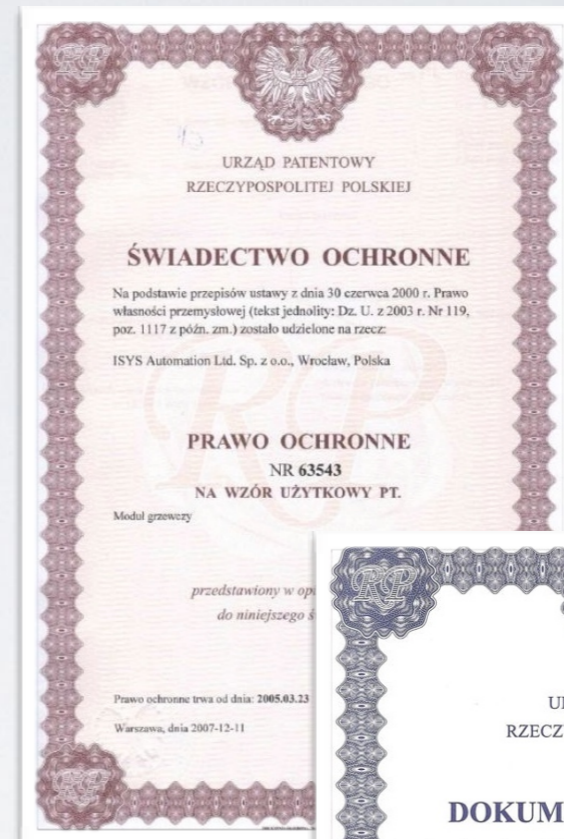 URZĄD PATENTOWY
RZECZYPOSPOLITEJ POLSKIEJ
ŚWIADECTWO OCHRONNE
Na podstawie przepisów ustawy z dnia 30 czerwca 2000 r. Prawo
własności przemysłowej (tekst jednolity: Dz. U. z 2003 r. Nr 119,
poz. 1117 z późn. zm.) zostało udzielone na rzecz:
ISYS Automation Ltd. Sp. z o.o., Wrocław, Polska
PRAWO OCHRONNE
NR 63543
NA WZÓR UŻYTKOWY PT.
Moduł grzewczy
przedstawiony w op
do niniejszego ś
Prawo ochronne trwa od dnia: 2005.03.23
Warszawa, dnia 2007-12-11
U
RZECZ
DOKUM